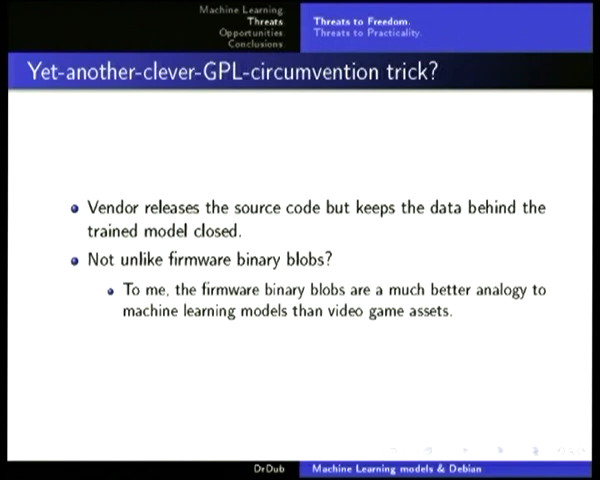 Machine Learning
Threats
Opportunities
Conclusions
Threats to Freedom.
Threats to Practicality.
Yet-another-clever-GPL-circumvention trick?
Vendor releases the source code but keeps the data behind the
trained model closed.
Not unlike firmware binary blobs?
To me, the firmware binary blobs are a much better analogy to
machine learning models than video game assets.
DrDub
Machine Learning models & Debian